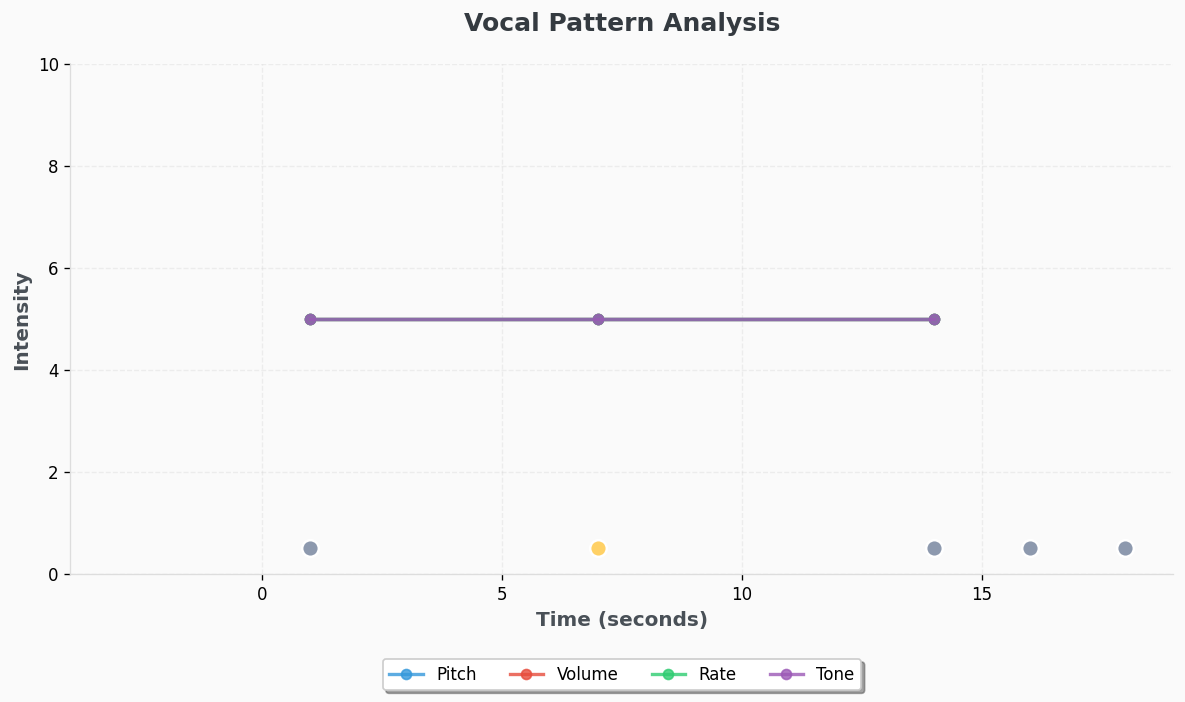 Vocal Pattern Analysis
10
8
6
4
2
0
Intensity
0 5 10 15
Time (seconds)
Pitch Volume Rate Tone